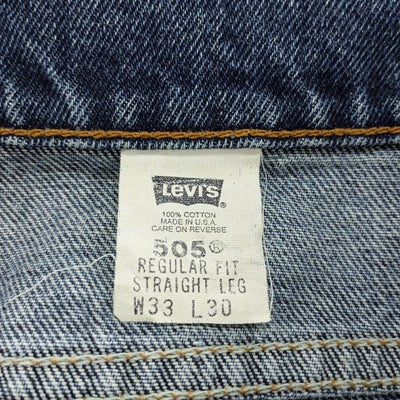 Levi's®
100% COTTON
MADE IN U.S.A.
CARE ON REVERSE
505®
REGULAR FIT
STRAIGHT LEG
W33 L30